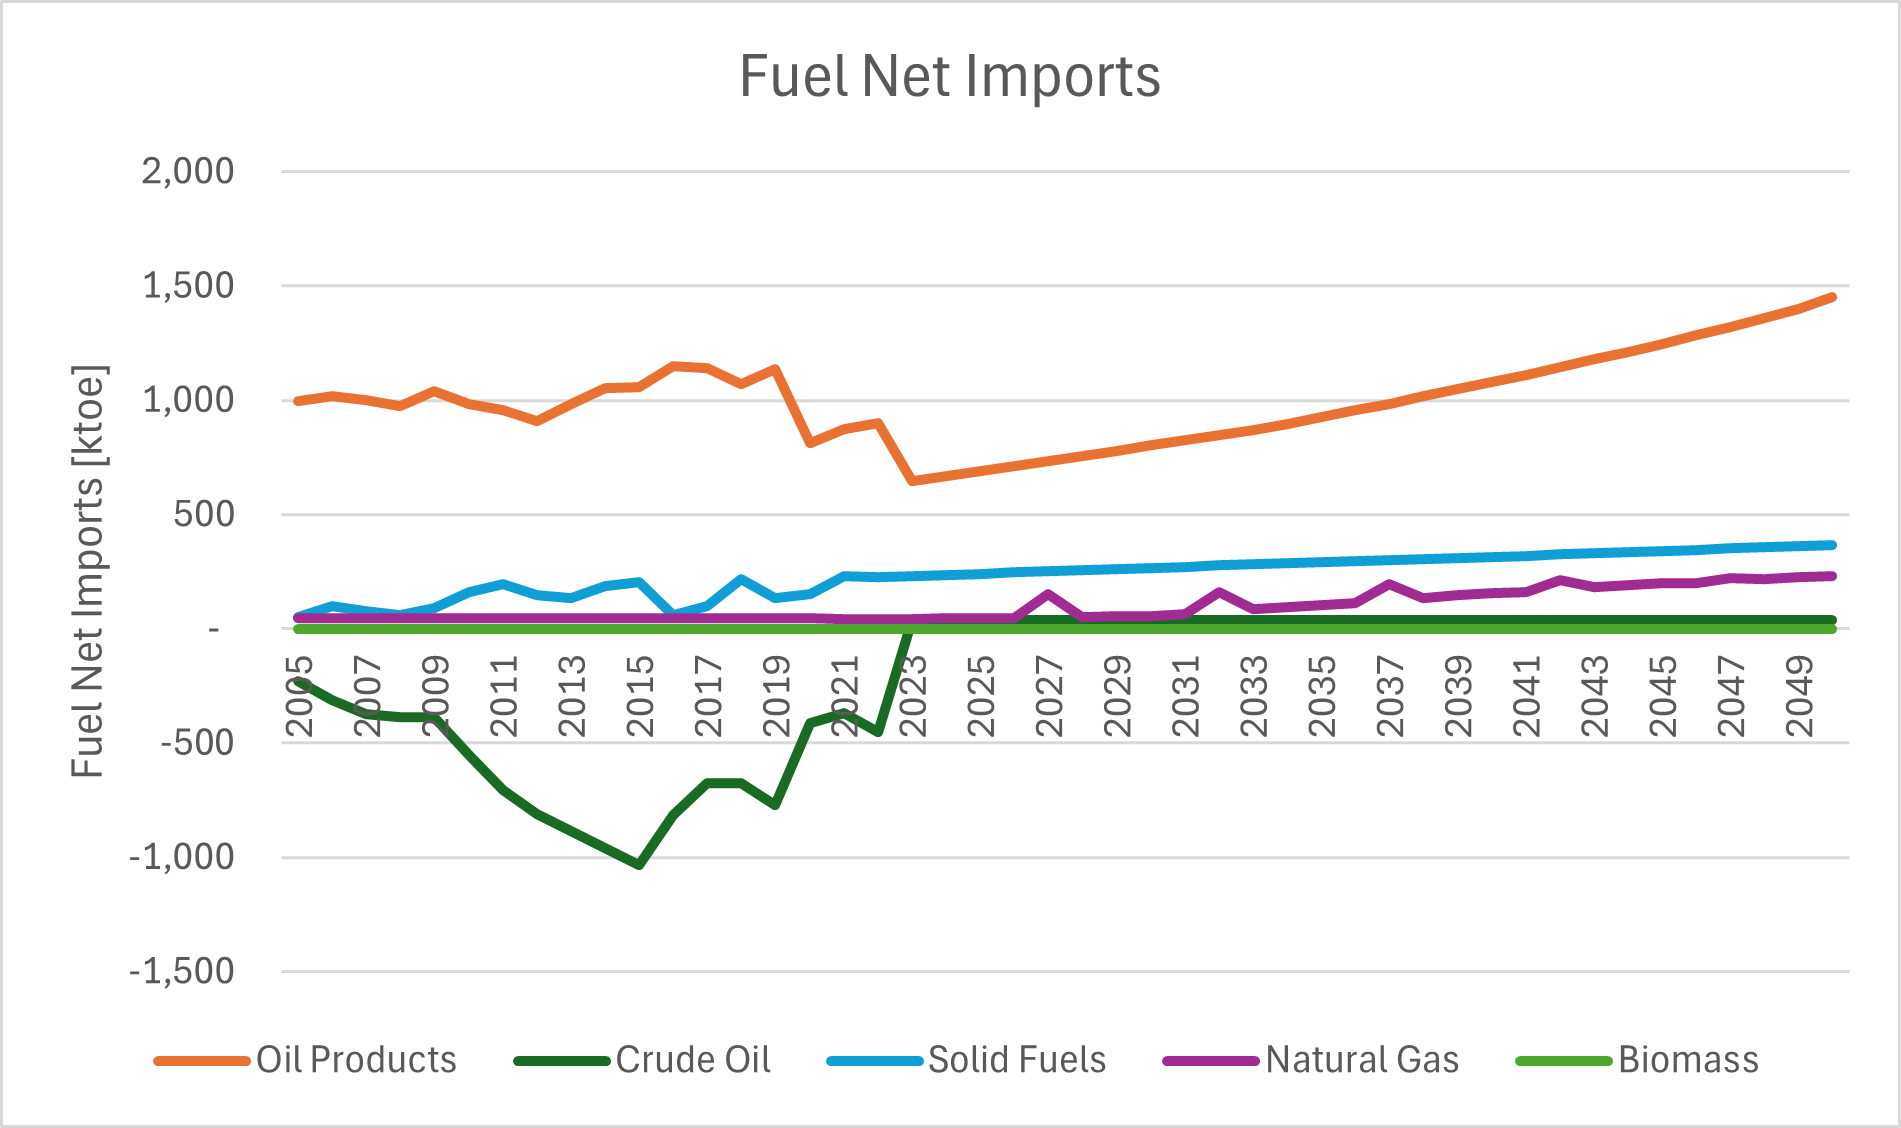 Fuel Net Imports
Fuel Net Imports [ktoe]
2,000
1,500
1,000
500
-
-500
-1,000
-1,500
2005 2007 2009 2011 2013 2015 2017 2019 2021 2023 2025 2027 2029 2031 2033 2035 2037 2039 2041 2043 2045 2047 2049
Oil Products Crude Oil Solid Fuels Natural Gas Biomass